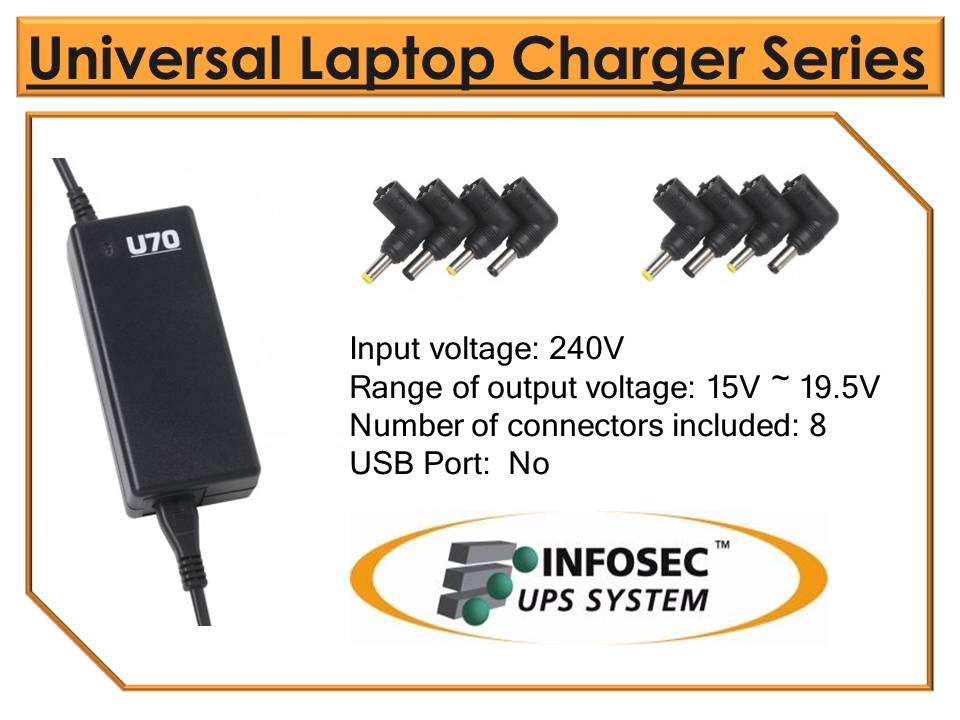 Universal Laptop Charger Series
U70
Input voltage: 240V
Range of output voltage: 15V ~ 19.5V
Number of connectors included: 8
USB Port:  No
INFOSEC™
UPS SYSTEM